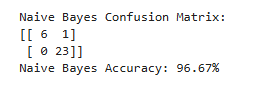 Naive Bayes Confusion Matrix:
[[ 6  1]
 [ 0 23]]
Naive Bayes Accuracy: 96.67%